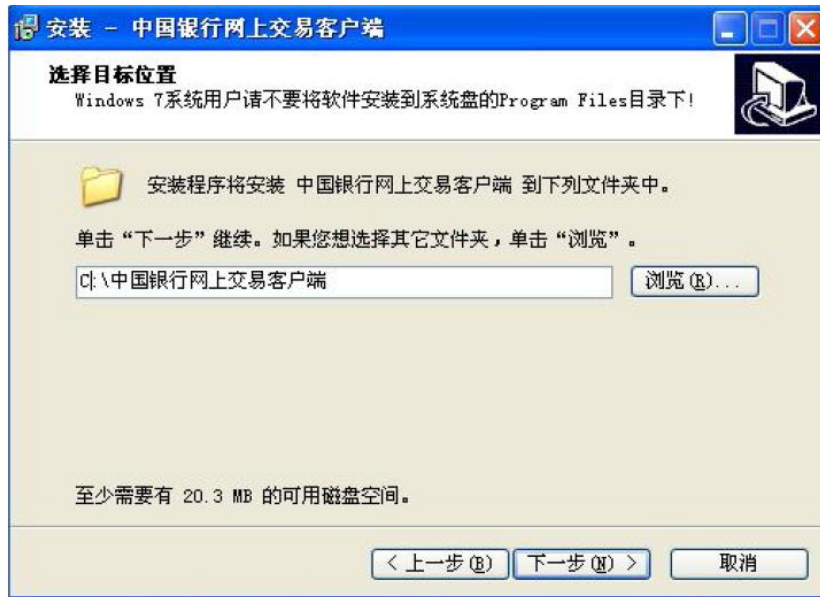 安装 - 中国银行网上交易客户端
选择目标位置
Windows 7系统用户请不要将软件安装到系统盘的Program Files目录下!
安装程序将安装 中国银行网上交易客户端 到下列文件夹中。
单击“下一步”继续。如果您想选择其它文件夹，单击“浏览”。
C:\中国银行网上交易客户端
浏览(R)...
至少需要有 20.3 MB 的可用磁盘空间。
< 上一步(B) 下一步(N) > 取消